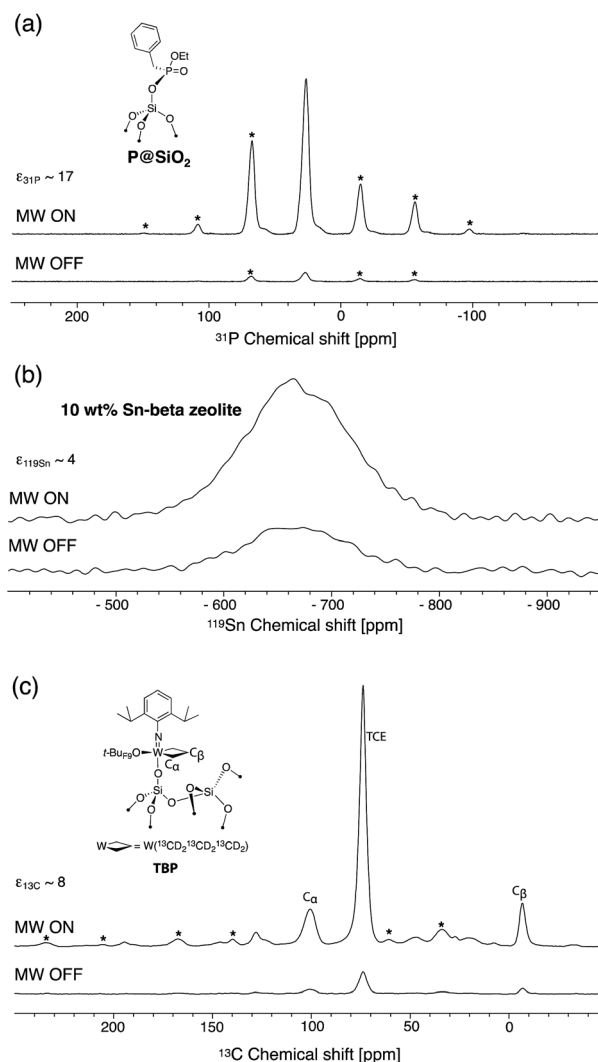 (a)
OEt
P=O
O
Si
O
O
O
P@SiO2
ε31P ~ 17
MW ON
* * * * * *
MW OFF
* * *
200 100 0 -100
31P Chemical shift [ppm]
(b)
10 wt% Sn-beta zeolite
ε119Sn ~ 4
MW ON
MW OFF
- 500 - 600 - 700 - 800 - 900
119Sn Chemical shift [ppm]
(c)
N
t-BuF9O W Cβ
Cα
O
Si O Si O
O O O O
W = W(13CD2 13CD2 13CD2)
TBP
TCE
ε13C ~ 8
Cα
Cβ
MW ON
* * * * * *
MW OFF
200 150 100 50 0
13C Chemical shift [ppm]